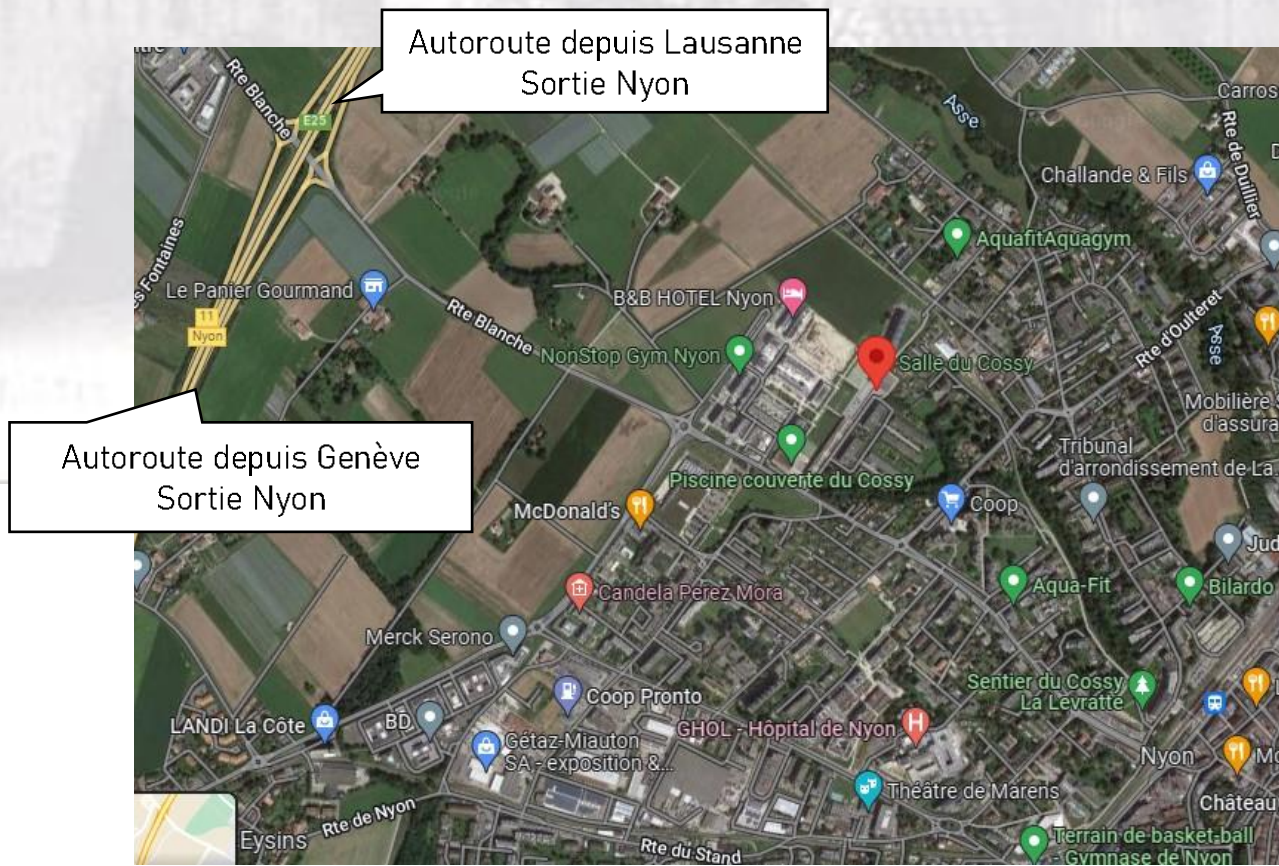 Autoroute depuis Lausanne
Sortie Nyon
Rte Blanche
E25
Asse
Carros
Rte de Duillier
Challande & Fils
AquafitAquagym
es Fontaines
Le Panier Gourmand
B&B HOTEL Nyon
11
Nyon
Rte Blanche
NonStop Gym Nyon
Salle du Cossy
Rte d'Oulteret
Asse
Mobilière
d'assura
Autoroute depuis Genève
Sortie Nyon
Tribunal
d'arrondissement de La
Piscine couverte du Cossy
McDonald's
Coop
Jud
Candela Perez Mora
Aqua-Fit
Bilardo
Merck Serono
Sentier du Cossy
La Levratte
Coop Pronto
LANDI La Côte
BD
GHOL - Hôpital de Nyon
Gétaz-Miauton
SA - exposition &...
Nyon
Mo
Théâtre de Marens
Château
Eysins
Rte de Nyon
Rte du Stand
Terrain de basket-ball
- Gymnase de Nyon